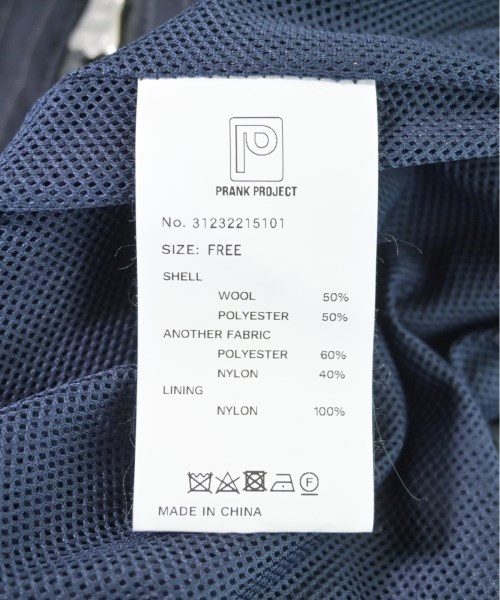 P
PRANK PROJECT
No. 31232215101
SIZE: FREE
SHELL
WOOL 50%
POLYESTER 50%
ANOTHER FABRIC
POLYESTER 60%
NYLON 40%
LINING
NYLON 100%
F
MADE IN CHINA